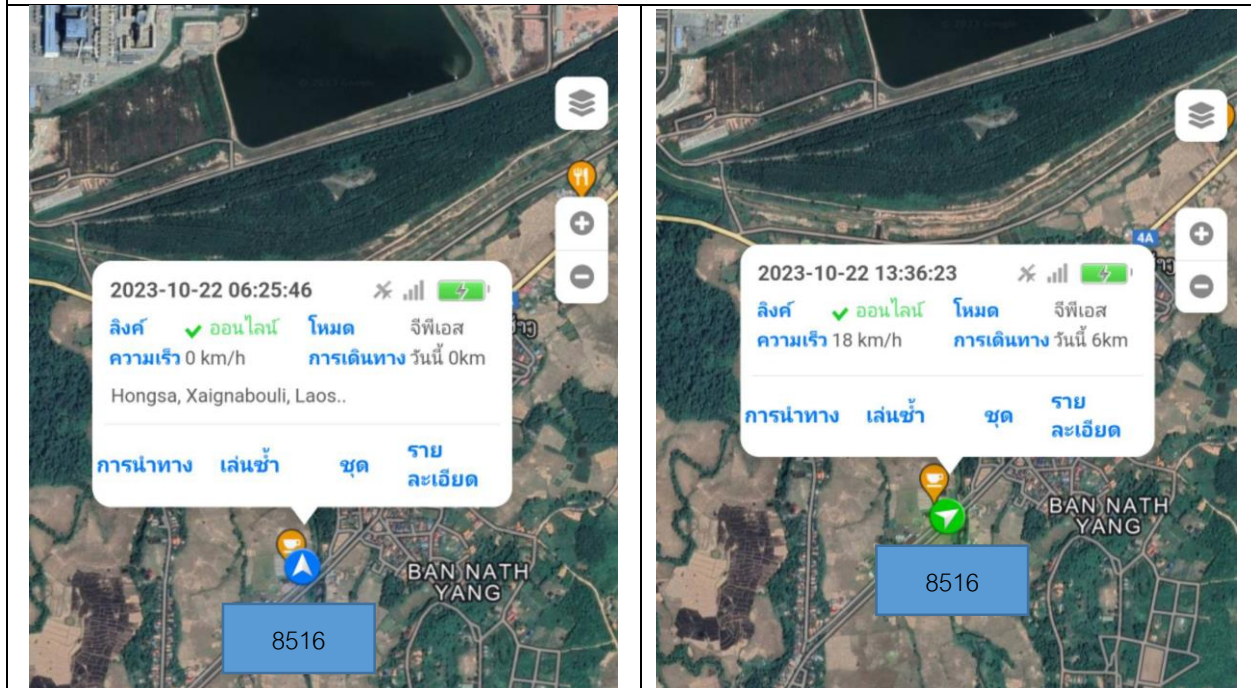 2023-10-22 06:25:46
ลิงค์ ออนไลน์ โหมด จีพีเอส
ความเร็ว 0 km/h การเดินทาง วันนี้ 0km
Hongsa, Xaignabouli, Laos..
การนำทาง เล่นซ้ำ ชุด ราย
ละเอียด
BAN NATH
YANG
8516
4A
2023-10-22 13:36:23
ลิงค์ ออนไลน์ โหมด จีพีเอส
ความเร็ว 18 km/h การเดินทาง วันนี้ 6km
การนำทาง เล่นซ้ำ ชุด ราย
ละเอียด
BAN NATH
YANG
8516